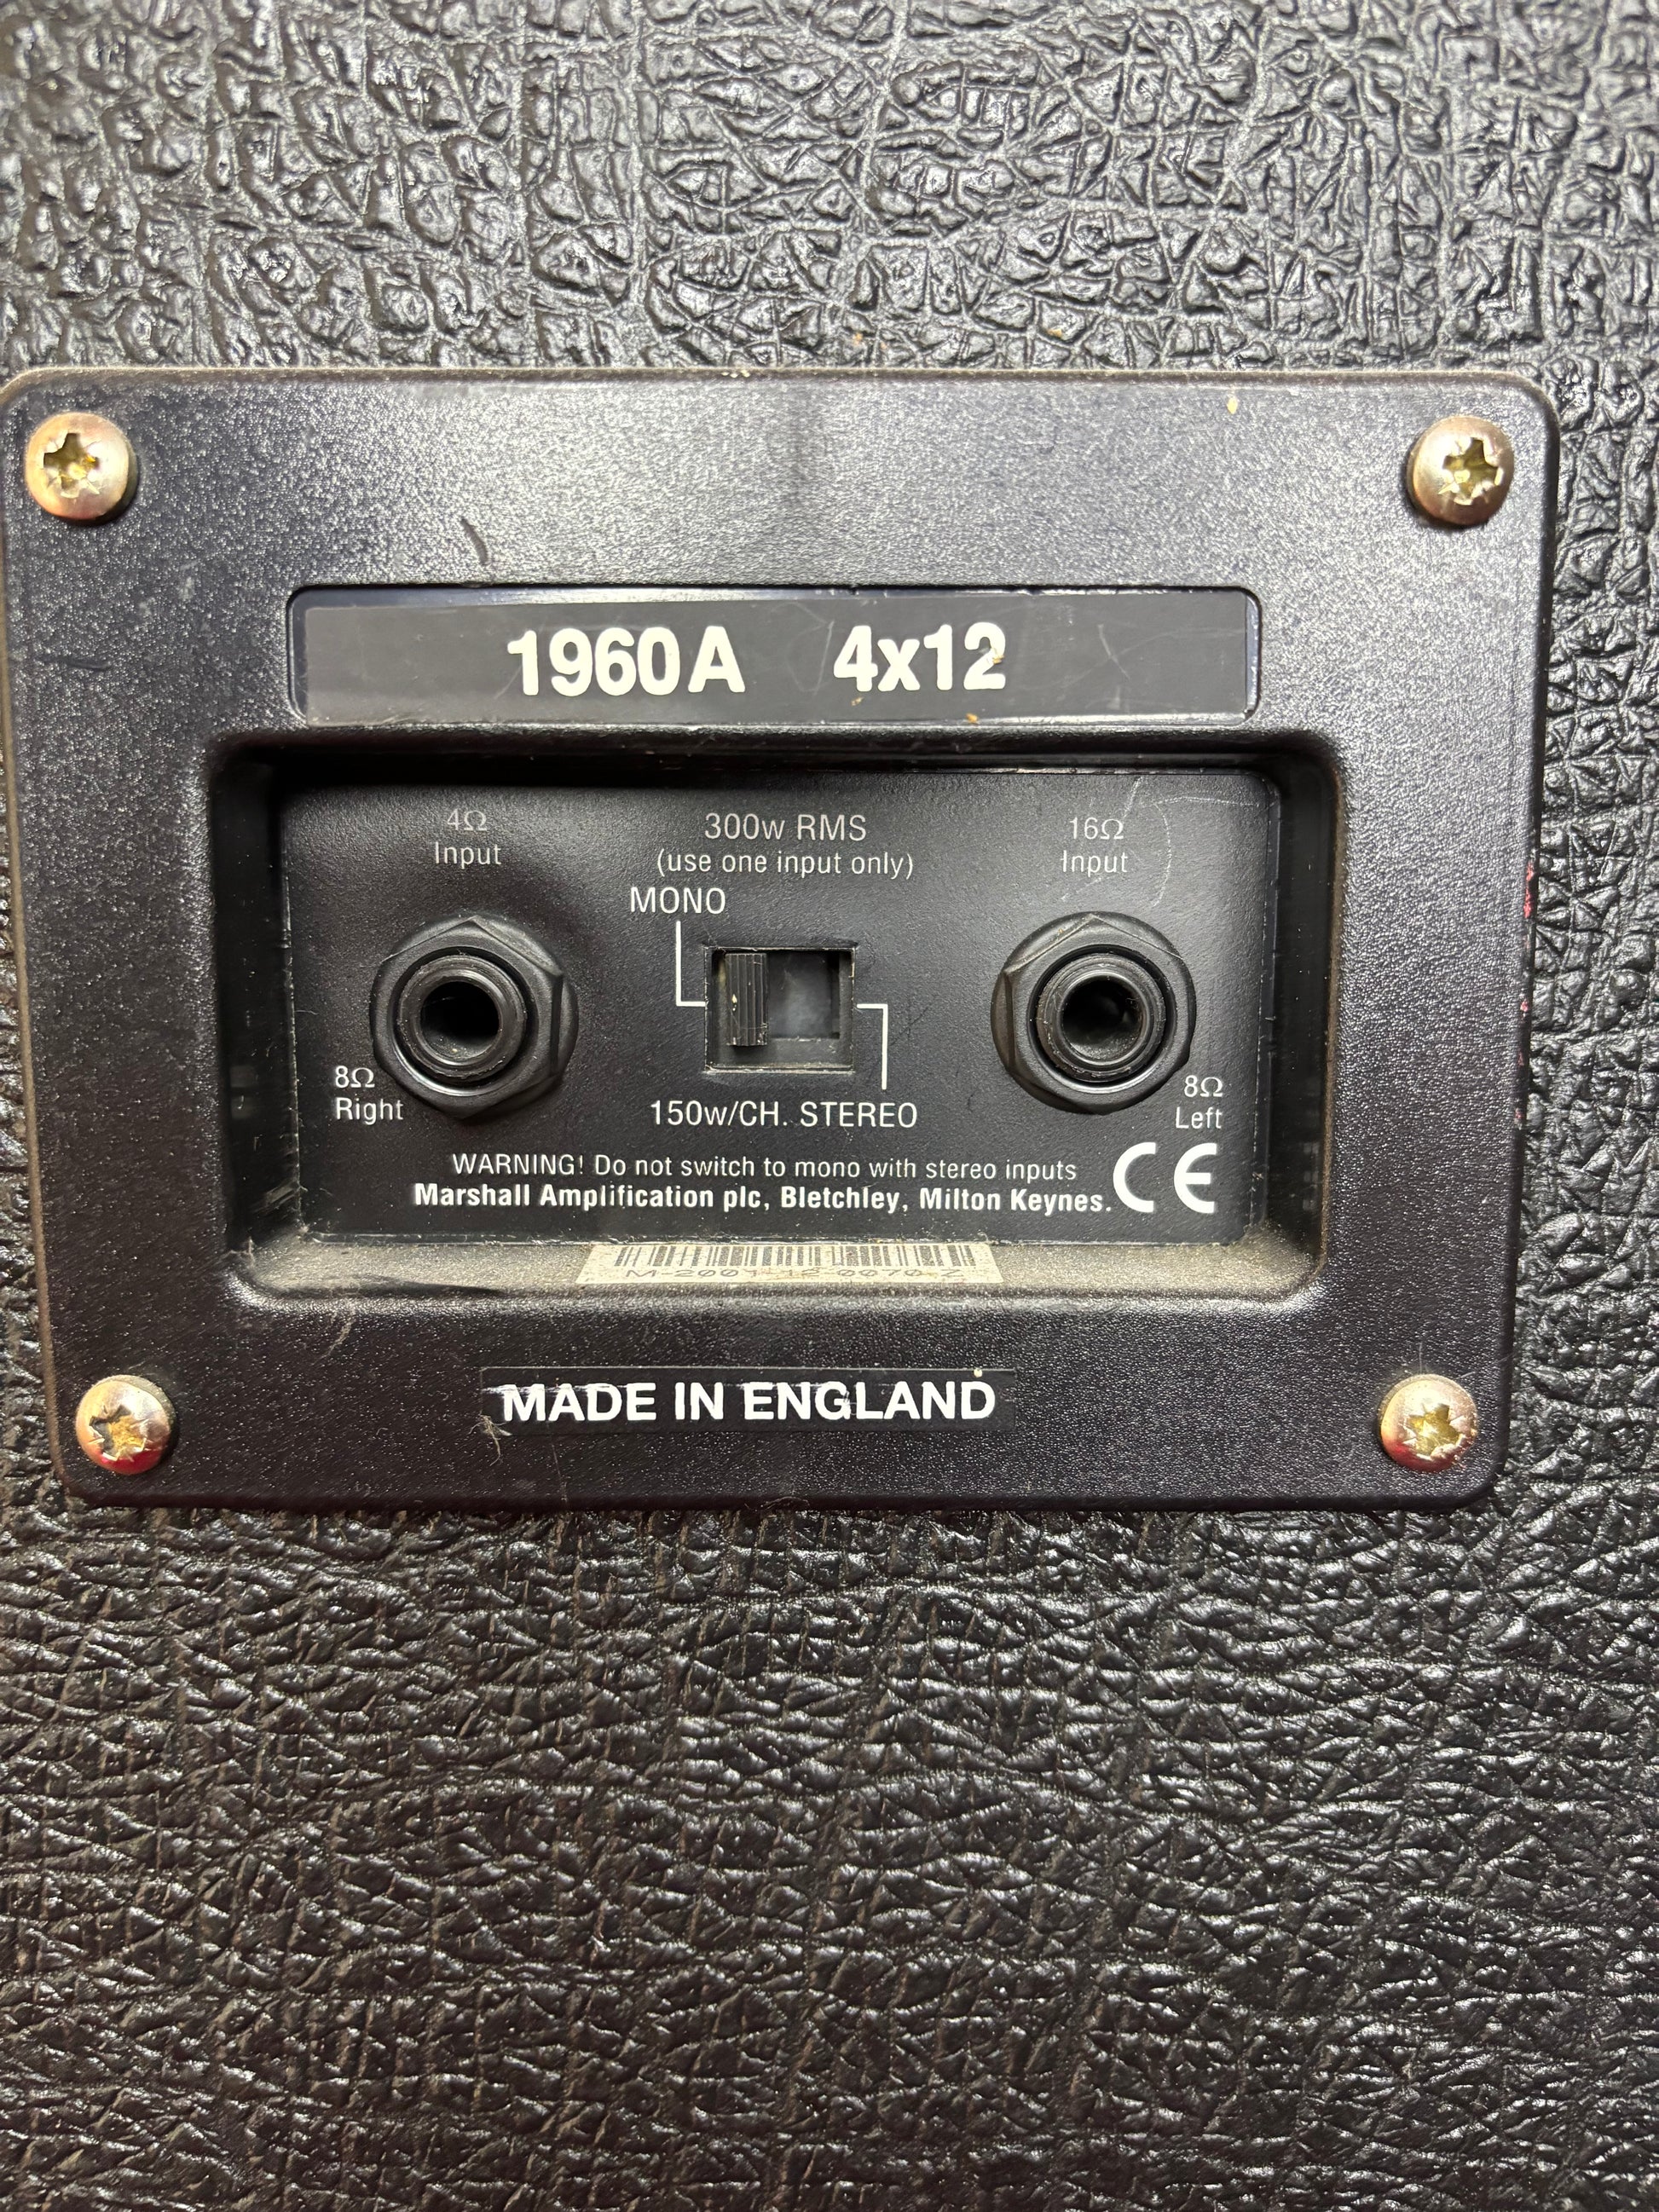 1960A 4x12
4Ω
Input
300w RMS
(use one input only)
MONO
16Ω
Input
8Ω
Right
150w/CH. STEREO
8Ω
Left
WARNING! Do not switch to mono with stereo inputs
Marshall Amplification plc, Bletchley, Milton Keynes.
CE
MADE IN ENGLAND